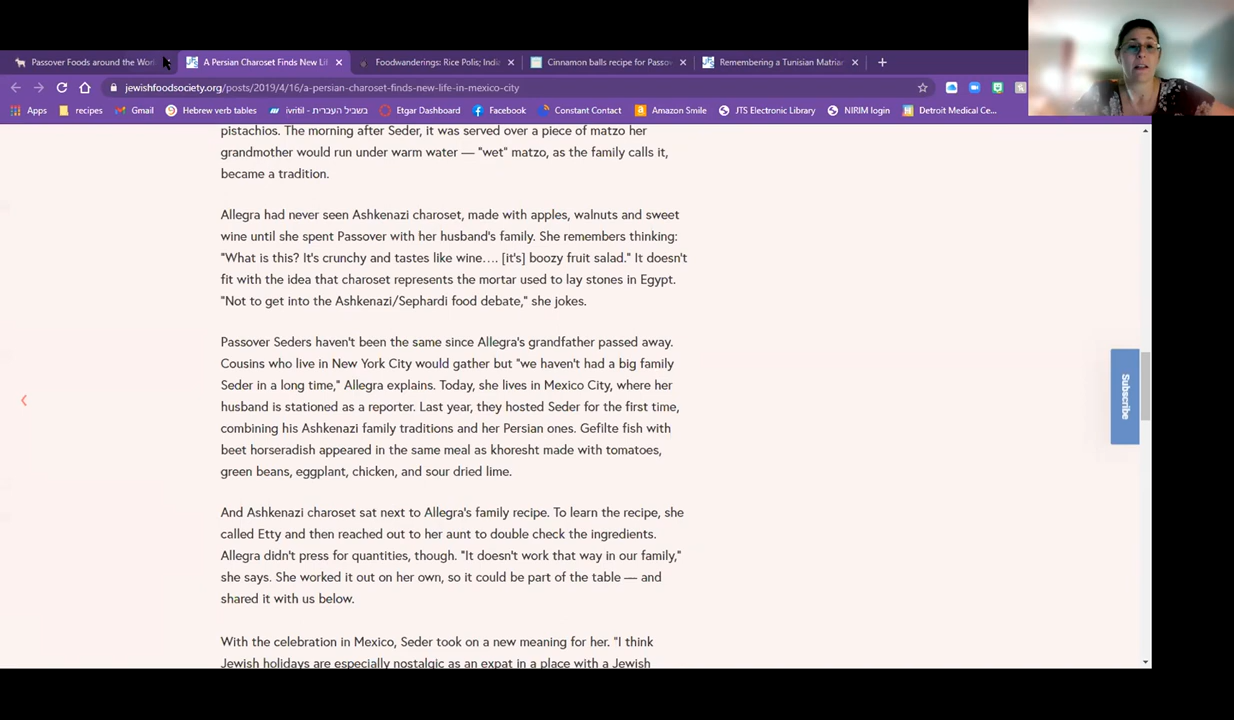 Passover Foods around the Wor
A Persian Charoset Finds New Li
Foodwanderings: Rice Polis; Indi
Cinnamon balls recipe for Passo
Remembering a Tunisian Matriar
jewishfoodsociety.org/posts/2019/4/16/a-persian-charoset-finds-new-life-in-mexico-city
Apps recipes Gmail Hebrew verb tables ivritil - בשביל העברית Etgar Dashboard Facebook Constant Contact Amazon Smile JTS Electronic Library NIRIM login Detroit Medical Ce...
pistachios. The morning after Seder, it was served over a piece of matzo her
grandmother would run under warm water — "wet" matzo, as the family calls it,
became a tradition.
Allegra had never seen Ashkenazi charoset, made with apples, walnuts and sweet
wine until she spent Passover with her husband's family. She remembers thinking:
"What is this? It's crunchy and tastes like wine…. [it's] boozy fruit salad." It doesn't
fit with the idea that charoset represents the mortar used to lay stones in Egypt.
"Not to get into the Ashkenazi/Sephardi food debate," she jokes.
Passover Seders haven't been the same since Allegra's grandfather passed away.
Cousins who live in New York City would gather but "we haven't had a big family
Seder in a long time," Allegra explains. Today, she lives in Mexico City, where her
husband is stationed as a reporter. Last year, they hosted Seder for the first time,
combining his Ashkenazi family traditions and her Persian ones. Gefilte fish with
beet horseradish appeared in the same meal as khoresht made with tomatoes,
green beans, eggplant, chicken, and sour dried lime.
And Ashkenazi charoset sat next to Allegra's family recipe. To learn the recipe, she
called Etty and then reached out to her aunt to double check the ingredients.
Allegra didn't press for quantities, though. "It doesn't work that way in our family,"
she says. She worked it out on her own, so it could be part of the table — and
shared it with us below.
With the celebration in Mexico, Seder took on a new meaning for her. "I think
Jewish holidays are especially nostalgic as an expat in a place with a Jewish
Subscribe